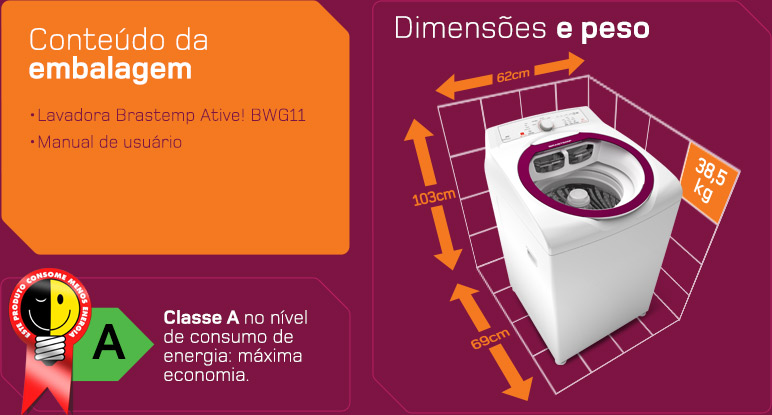 Conteúdo da
embalagem
• Lavadora Brastemp Ative! BWG11
• Manual de usuário
Dimensões e peso
62cm
103cm
69cm
38,5
kg
ESTE PRODUTO CONSOME MENOS ENERGIA
A
Classe A no nível
de consumo de
energia: máxima
economia.